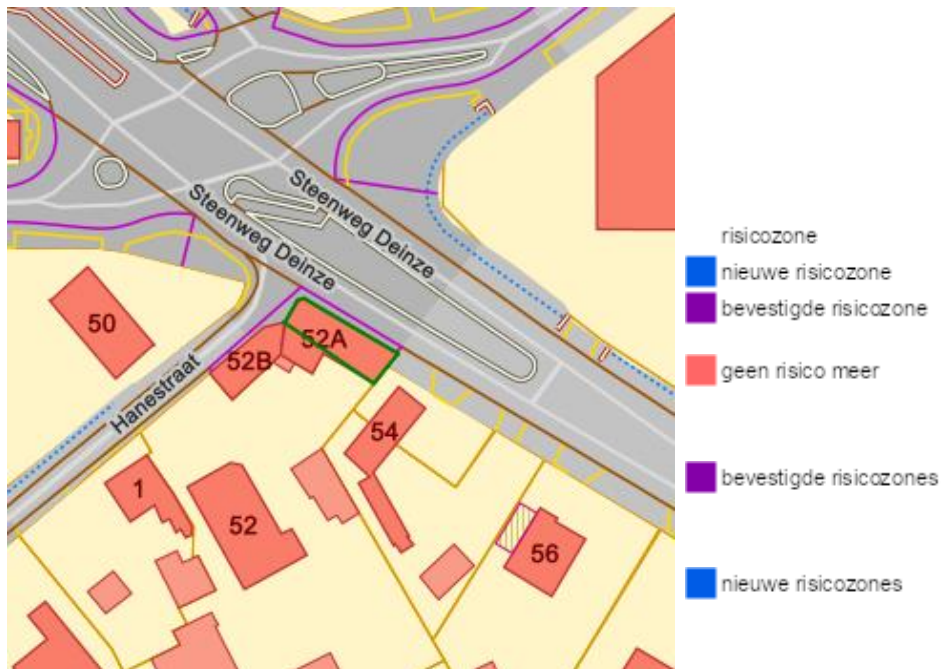 Steenweg Deinze
Steenweg Deinze
50
52B
52A
Hanestraat
54
1
52
56
risicozone
nieuwe risicozone
bevestigde risicozone
geen risico meer
bevestigde risicozones
nieuwe risicozones